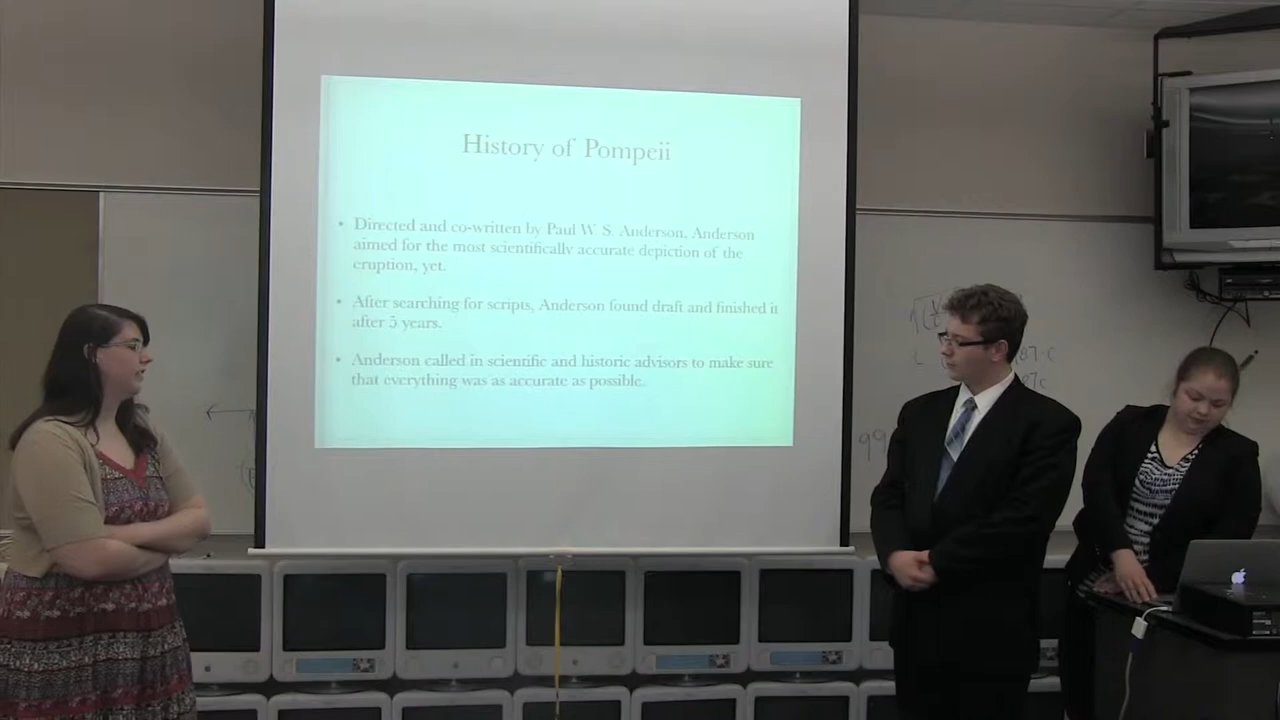 History of Pompeii
• Directed and co-written by Paul W. S. Anderson, Anderson
aimed for the most scientifically accurate depiction of the
eruption, yet.
• After searching for scripts, Anderson found draft and finished it
after 5 years.
• Anderson called in scientific and historic advisors to make sure
that everything was as accurate as possible.
99
87·C